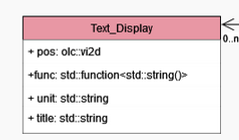 Text_Display
0..n
+ pos: olc::vi2d
+func: std::function<std::string()>
+ unit: std::string
+ title: std::string